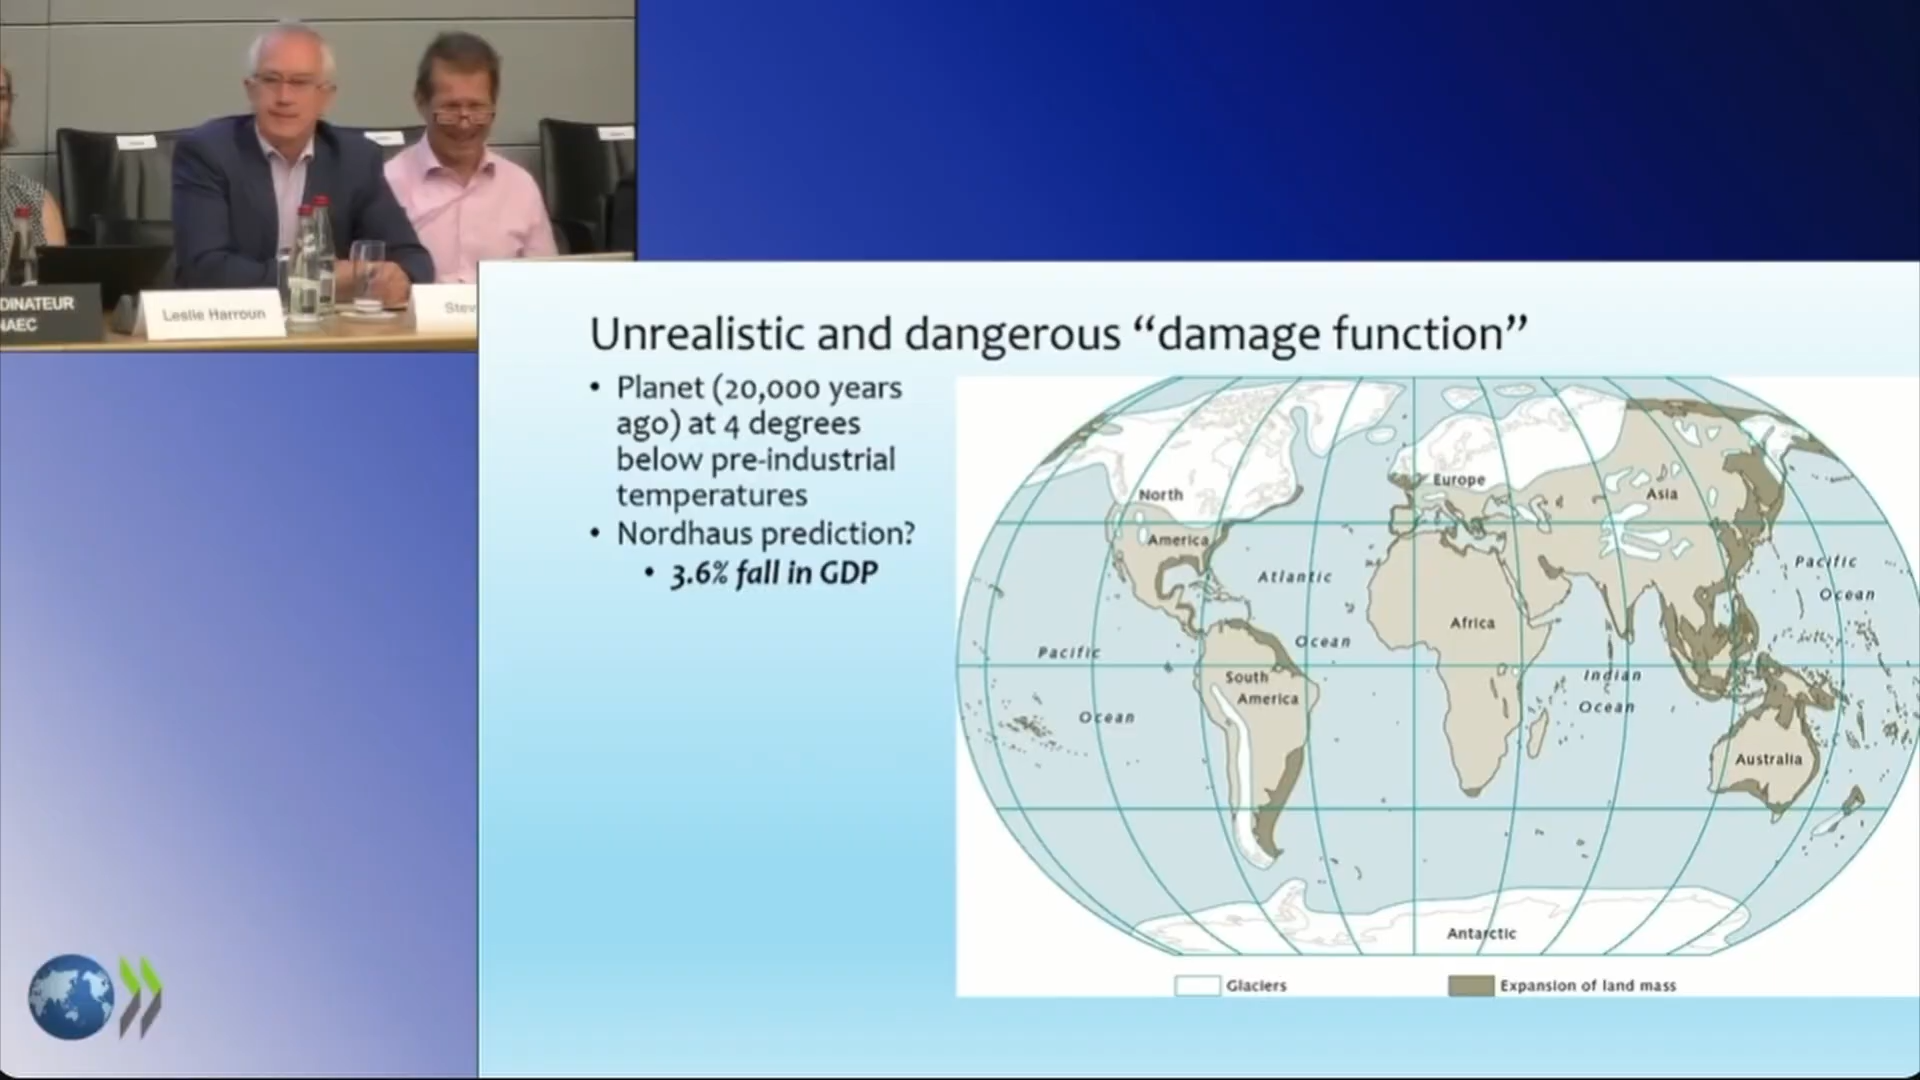 DINATEUR
NAEC
Leslie Harroun
Stev
Unrealistic and dangerous “damage function”
• Planet (20,000 years
ago) at 4 degrees
below pre-industrial
temperatures
• Nordhaus prediction?
• 3.6% fall in GDP
North
America
Europe
Asia
Atlantic
Ocean
Pacific
Ocean
Africa
Pacific
Ocean
South
America
Indian
Ocean
Australia
Antarctic
Glaciers
Expansion of land mass